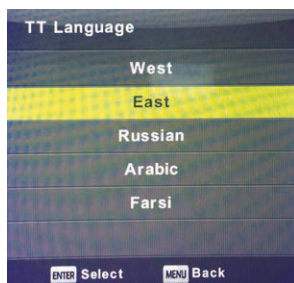 TT Language
West
East
Russian
Arabic
Farsi
ENTER Select MENU Back